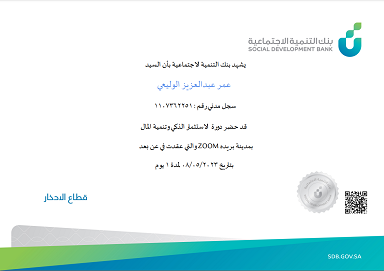 بنك التنمية الاجتماعية
SOCIAL DEVELOPMENT BANK
يشهد بنك التنمية الاجتماعية بأن السيد
عمر عبدالعزيز الوليعي
سجل مدني رقم : ١١٠٧٣٦٢٢٥١
قد حضر دورة الاستثمار الذكي وتنمية المال
بمدينة بريده ZOOM والتي عقدت في عن بعد
بتاريخ ٠٨/٠٥/٢٠٢٣ لمدة ١ يوم
قطاع الادخار
SDB.GOV.SA